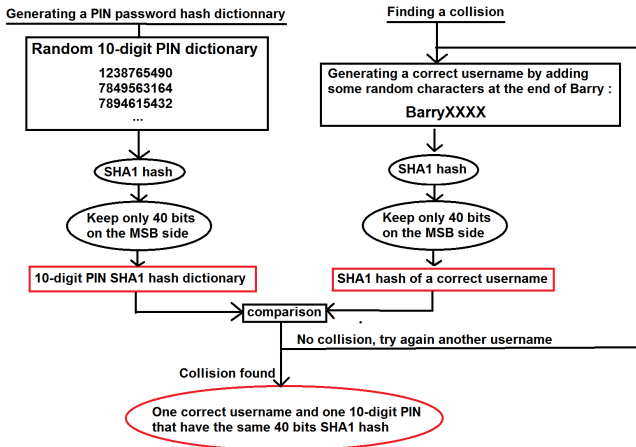 Generating a PIN password hash dictionnary
Random 10-digit PIN dictionary
1238765490
7849563164
7894615432
...
SHA1 hash
Keep only 40 bits
on the MSB side
10-digit PIN SHA1 hash dictionary
Finding a collision
Generating a correct username by adding
some random characters at the end of Barry :
BarryXXXX
SHA1 hash
Keep only 40 bits
on the MSB side
SHA1 hash of a correct username
comparison
No collision, try again another username
Collision found
One correct username and one 10-digit PIN
that have the same 40 bits SHA1 hash